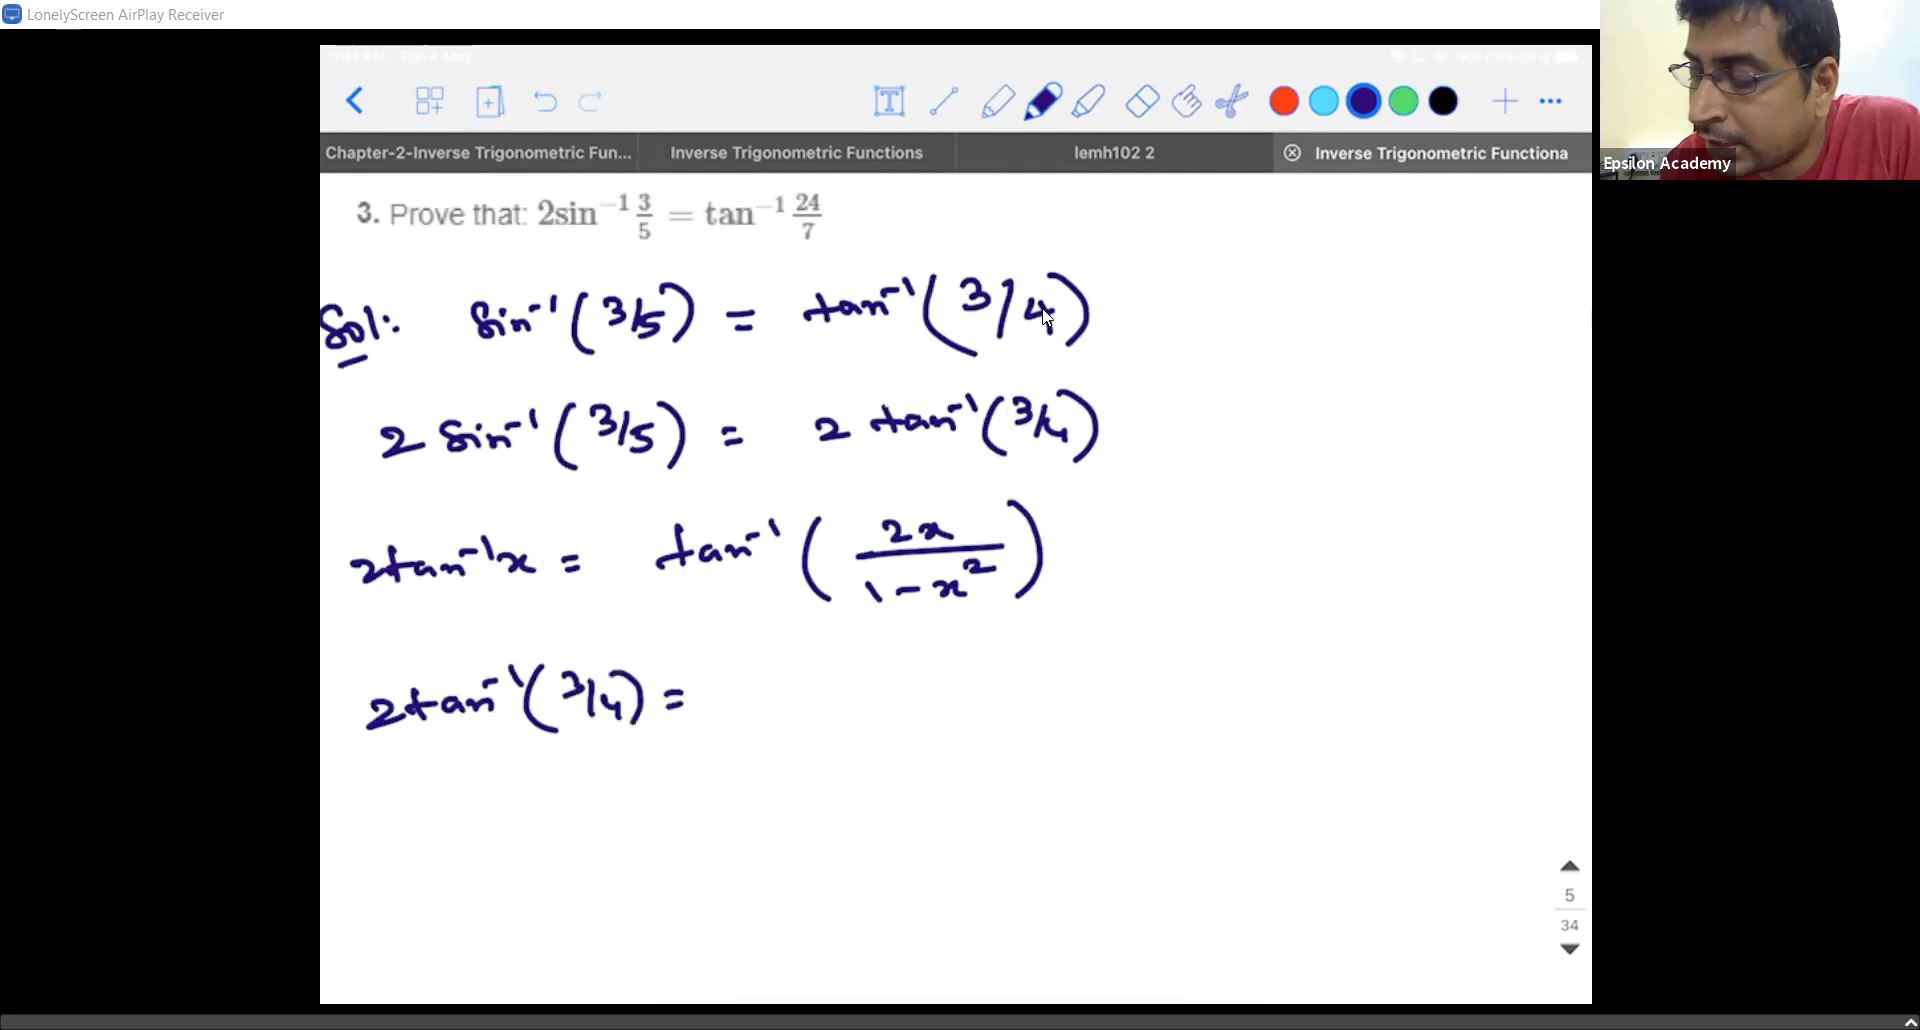 LonelyScreen AirPlay Receiver
T
Chapter-2-Inverse Trigonometric Fun... Inverse Trigonometric Functions lemh102 2 Inverse Trigonometric Functiona
Epsilon Academy
3. Prove that: 2sin⁻¹ 3/5 = tan⁻¹ 24/7
Sol: Sin⁻¹ (3/5) = tan⁻¹ (3/4)
2 Sin⁻¹ (3/5) = 2 tan⁻¹ (3/4)
2tan⁻¹x = tan⁻¹ (2x / 1 - x²)
2tan⁻¹ (3/4) =
5
34